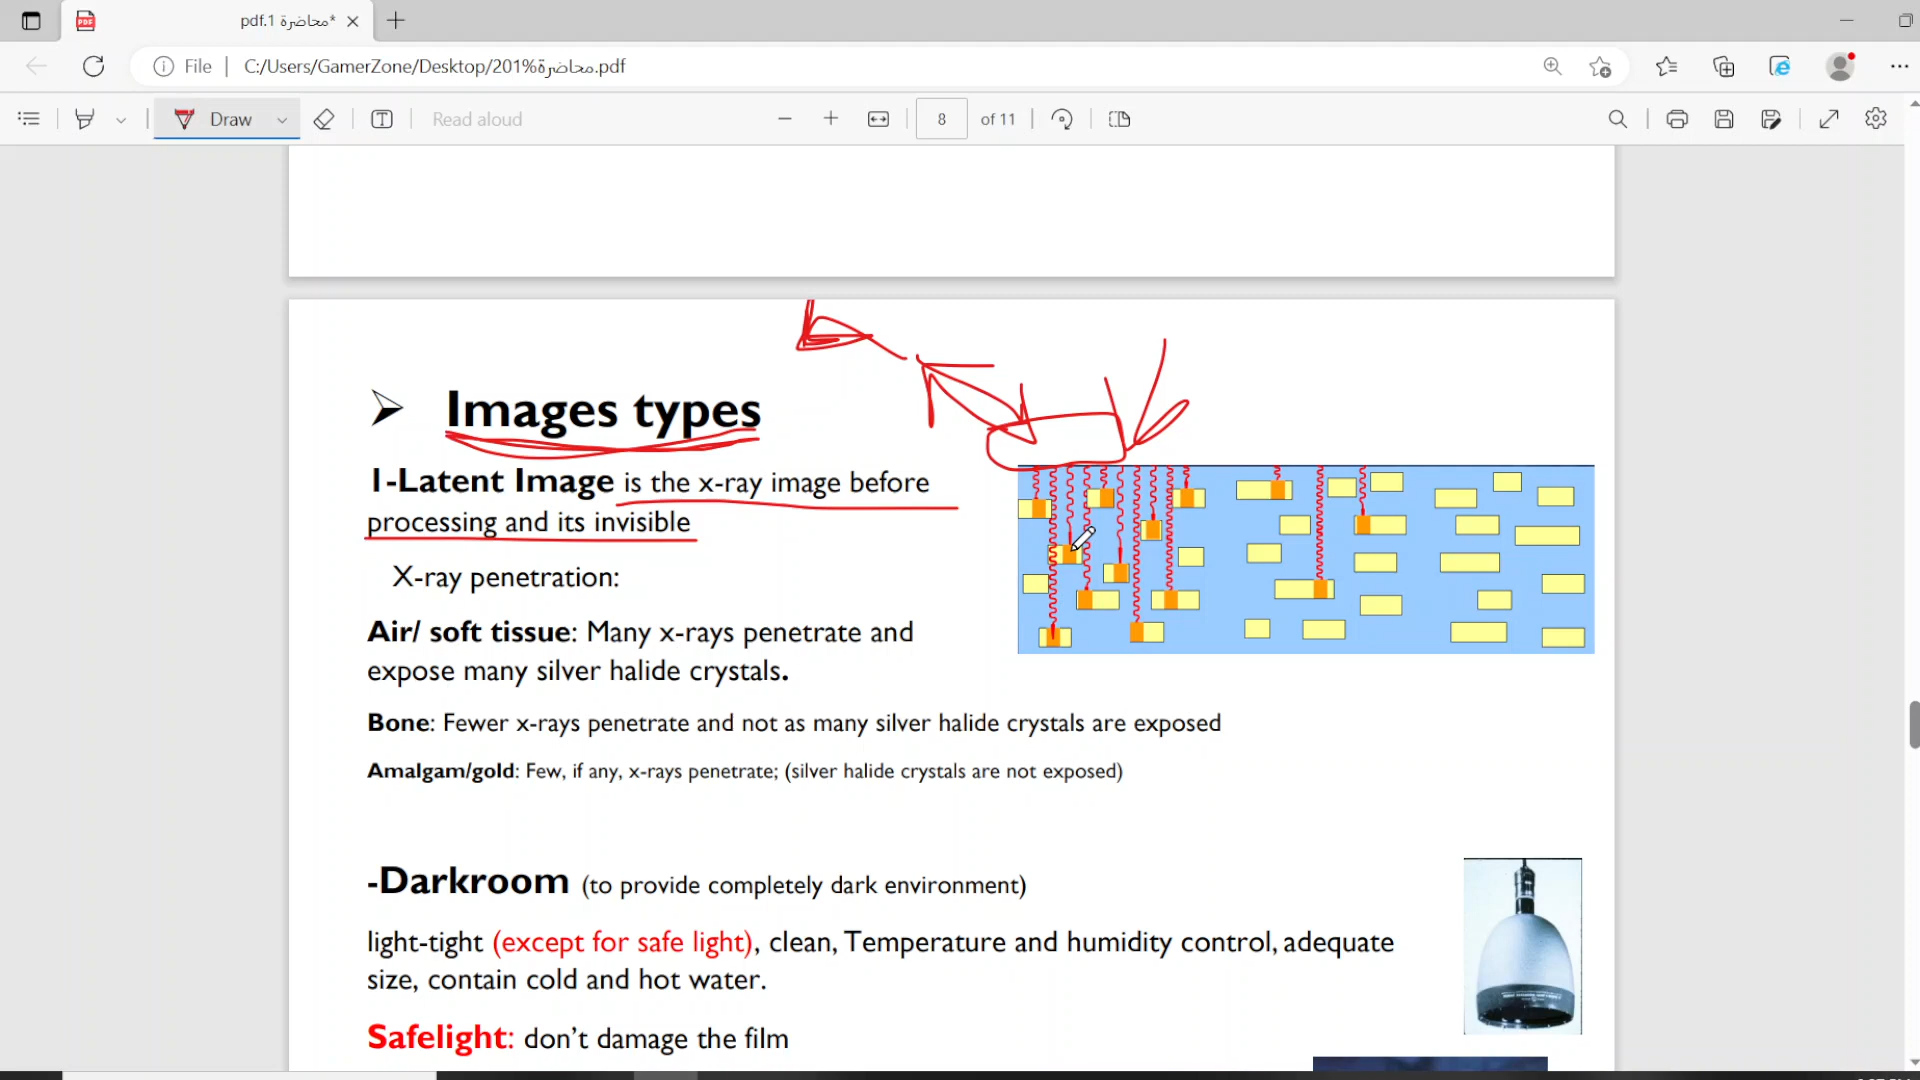 محاضرة 1.pdf*
File
C:/Users/GamerZone/Desktop/201%محاضرة.pdf
Draw
Read aloud
8
of 11
Images types
1-Latent Image is the x-ray image before
processing and its invisible
X-ray penetration:
Air/ soft tissue: Many x-rays penetrate and
expose many silver halide crystals.
Bone: Fewer x-rays penetrate and not as many silver halide crystals are exposed
Amalgam/gold: Few, if any, x-rays penetrate; (silver halide crystals are not exposed)
-Darkroom (to provide completely dark environment)
light-tight (except for safe light), clean, Temperature and humidity control, adequate
size, contain cold and hot water.
Safelight: don't damage the film